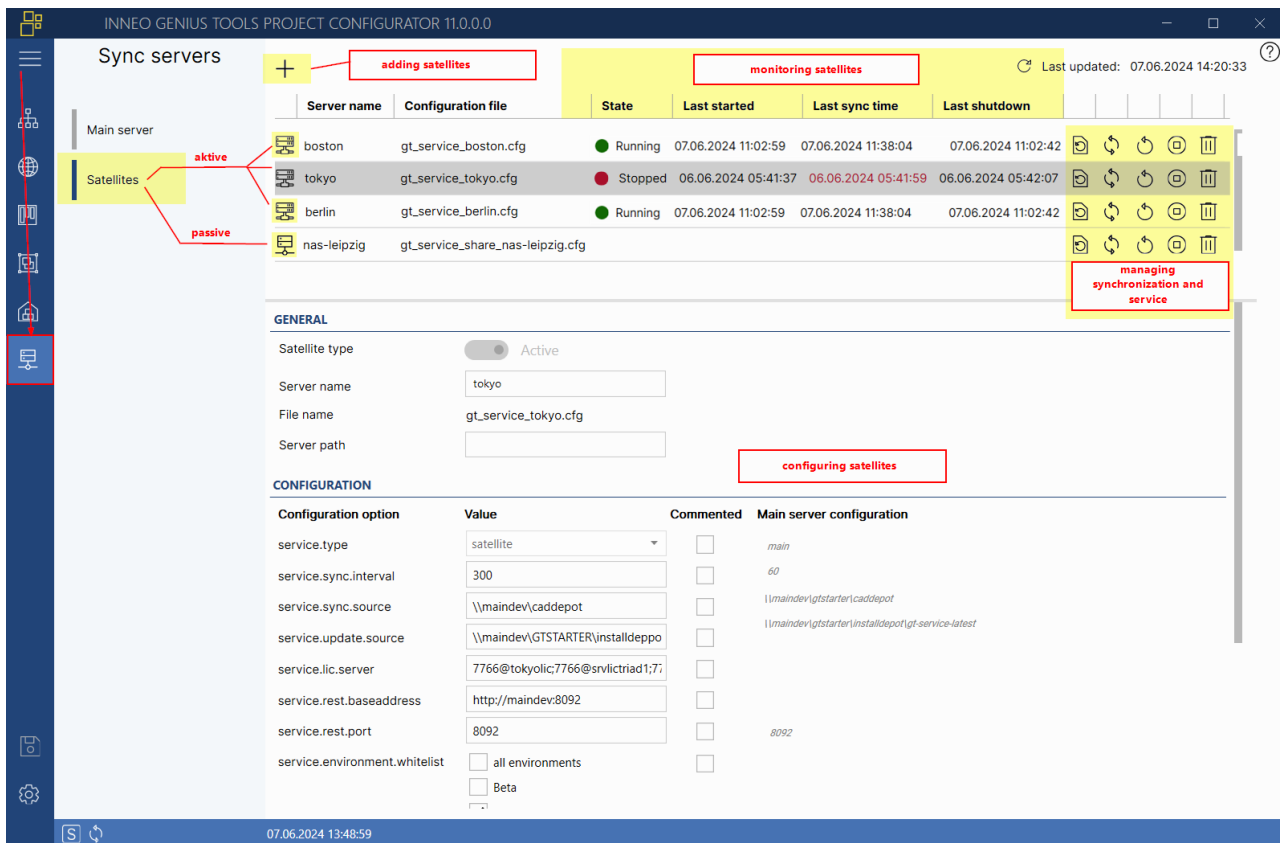 INNEO GENIUS TOOLS PROJECT CONFIGURATOR 11.0.0.0
Sync servers
adding satellites
monitoring satellites
Last updated: 07.06.2024 14:20:33
Server name Configuration file State Last started Last sync time Last shutdown
Main server
Satellites
aktive
passive
boston gt_service_boston.cfg Running 07.06.2024 11:02:59 07.06.2024 11:38:04 07.06.2024 11:02:42
tokyo gt_service_tokyo.cfg Stopped 06.06.2024 05:41:37 06.06.2024 05:41:59 06.06.2024 05:42:07
berlin gt_service_berlin.cfg Running 07.06.2024 11:02:59 07.06.2024 11:38:04 07.06.2024 11:02:42
nas-leipzig gt_service_share_nas-leipzig.cfg
managing
synchronization and
service
GENERAL
Satellite type Active
Server name tokyo
File name gt_service_tokyo.cfg
Server path
configuring satellites
CONFIGURATION
Configuration option Value Commented Main server configuration
service.type satellite main
service.sync.interval 300 60
service.sync.source \\maindev\caddepot \\maindev\gtstarter\caddepot
service.update.source \\maindev\GTSTARTER\installdeppo \\maindev\gtstarter\installdepot\gt-service-latest
service.lic.server 7766@tokyolic;7766@srvlictriad1;77
service.rest.baseaddress http://maindev:8092
service.rest.port 8092 8092
service.environment.whitelist all environments
Beta
S 07.06.2024 13:48:59